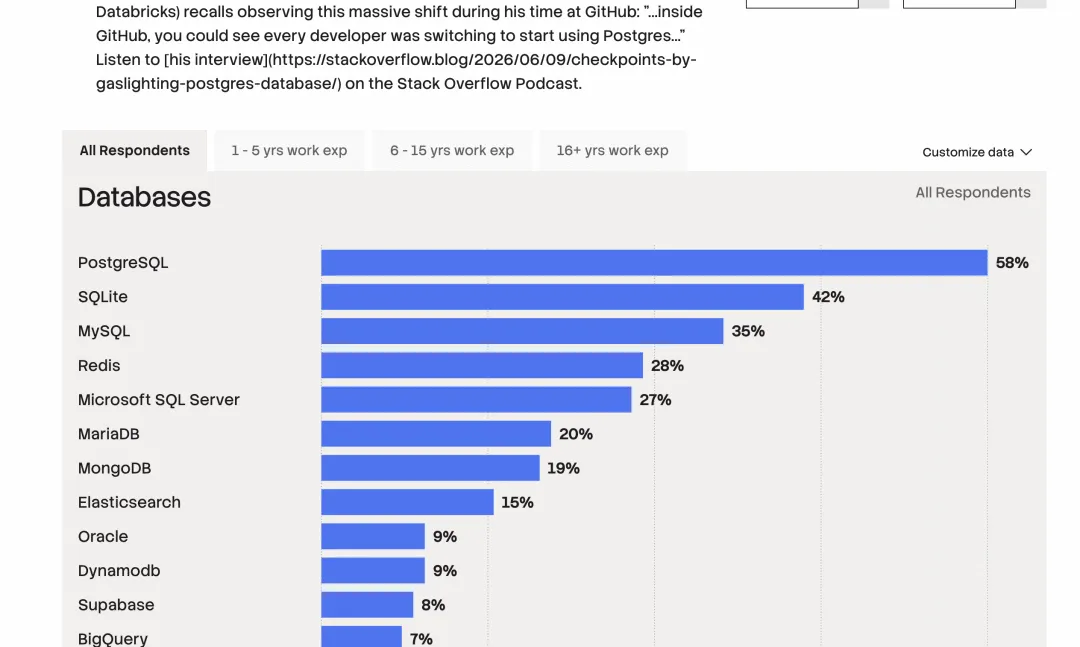 Databricks) recalls observing this massive shift during his time at GitHub: "...inside
GitHub, you could see every developer was switching to start using Postgres..."
Listen to [his interview](https://stackoverflow.blog/2026/06/09/checkpoints-by-
gaslighting-postgres-database/) on the Stack Overflow Podcast.
All Respondents
1 - 5 yrs work exp
6 - 15 yrs work exp
16+ yrs work exp
Customize data
Databases
All Respondents
PostgreSQL 58%
SQLite 42%
MySQL 35%
Redis 28%
Microsoft SQL Server 27%
MariaDB 20%
MongoDB 19%
Elasticsearch 15%
Oracle 9%
Dynamodb 9%
Supabase 8%
BigQuery 7%